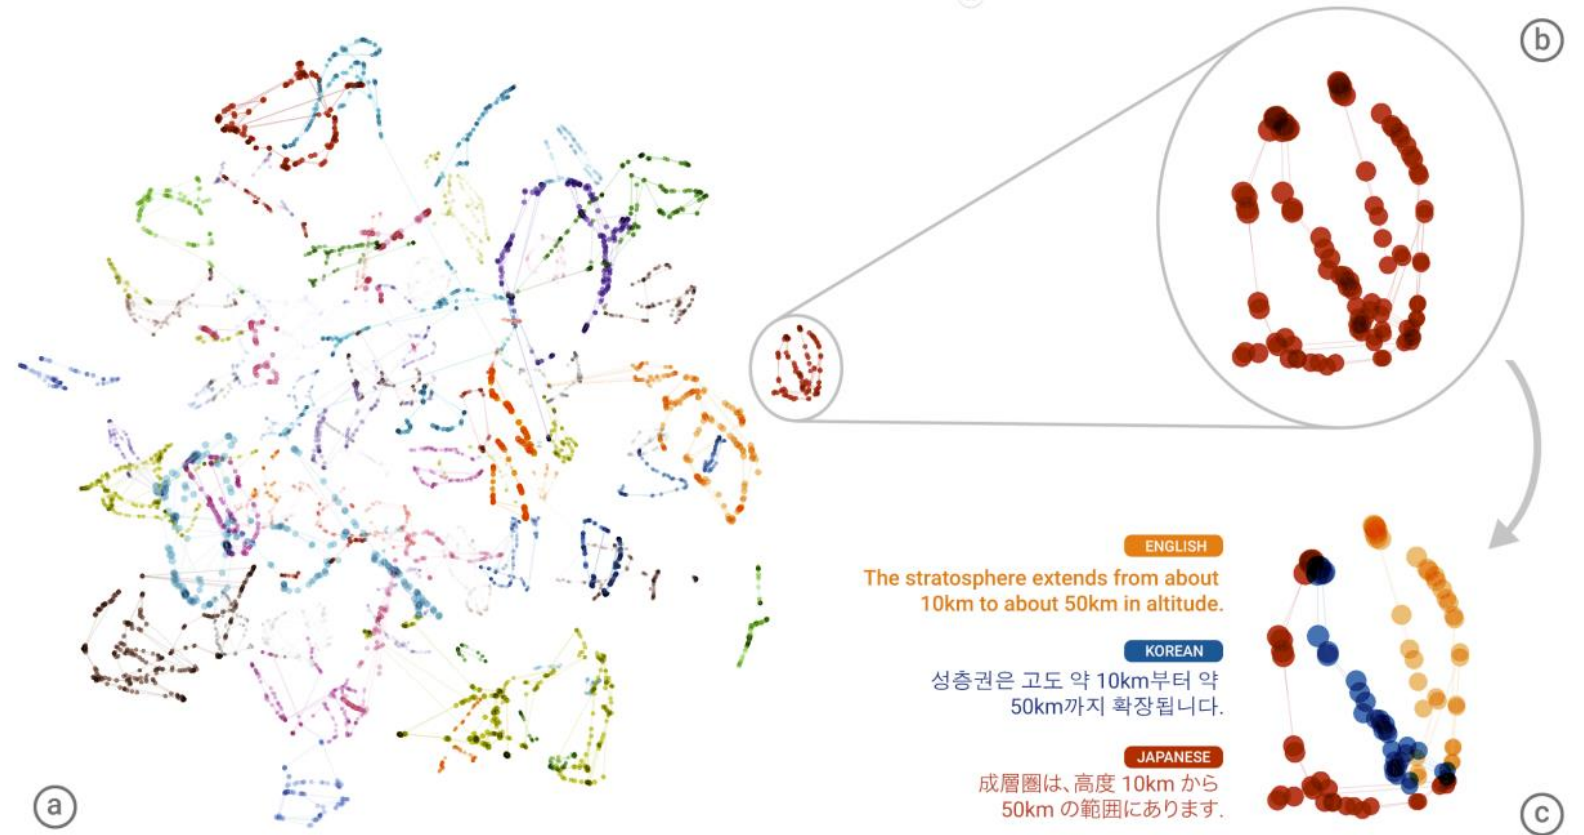 b
ENGLISH
The stratosphere extends from about
10km to about 50km in altitude.
KOREAN
성층권은 고도 약 10km부터 약
50km까지 확장됩니다.
JAPANESE
成層圏は、高度 10km から
50km の範囲にあります.
a
c